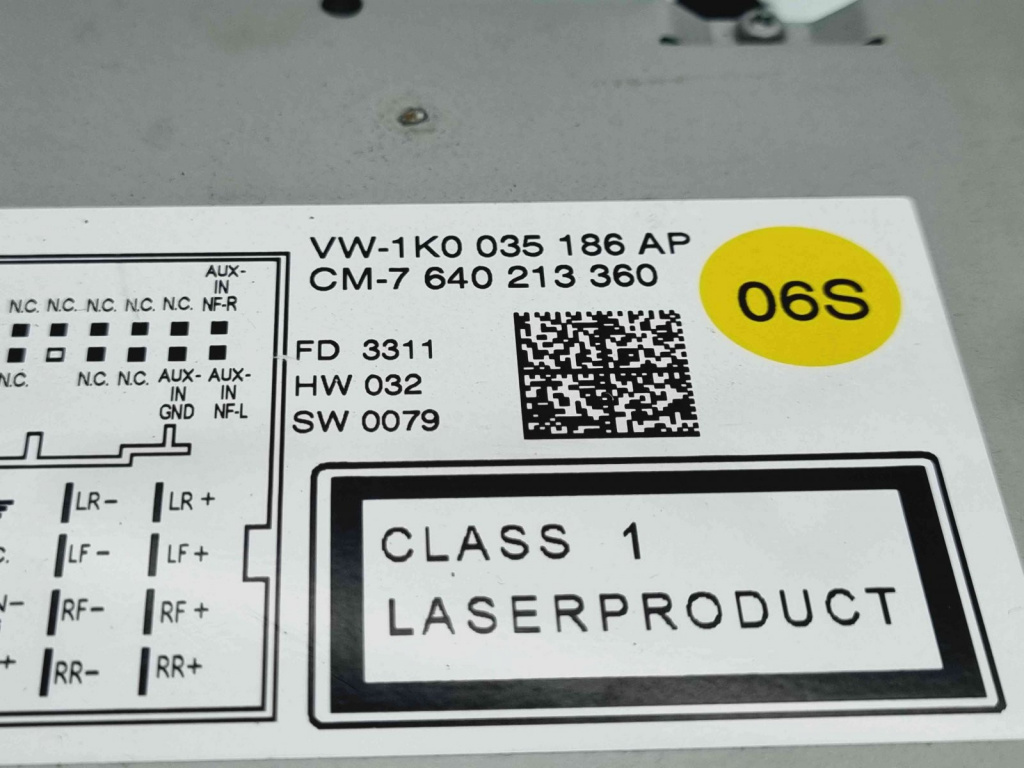 VW-1K0 035 186 AP
CM-7 640 213 360
06S
FD 3311
HW 032
SW 0079
CLASS 1
LASERPRODUCT
AUX-
IN
N.C. N.C. N.C. N.C. N.C. NF-R
N.C. N.C. N.C. AUX- AUX-
IN IN
GND NF-L
LR- LR+
LF- LF+
RF- RF+
RR- RR+